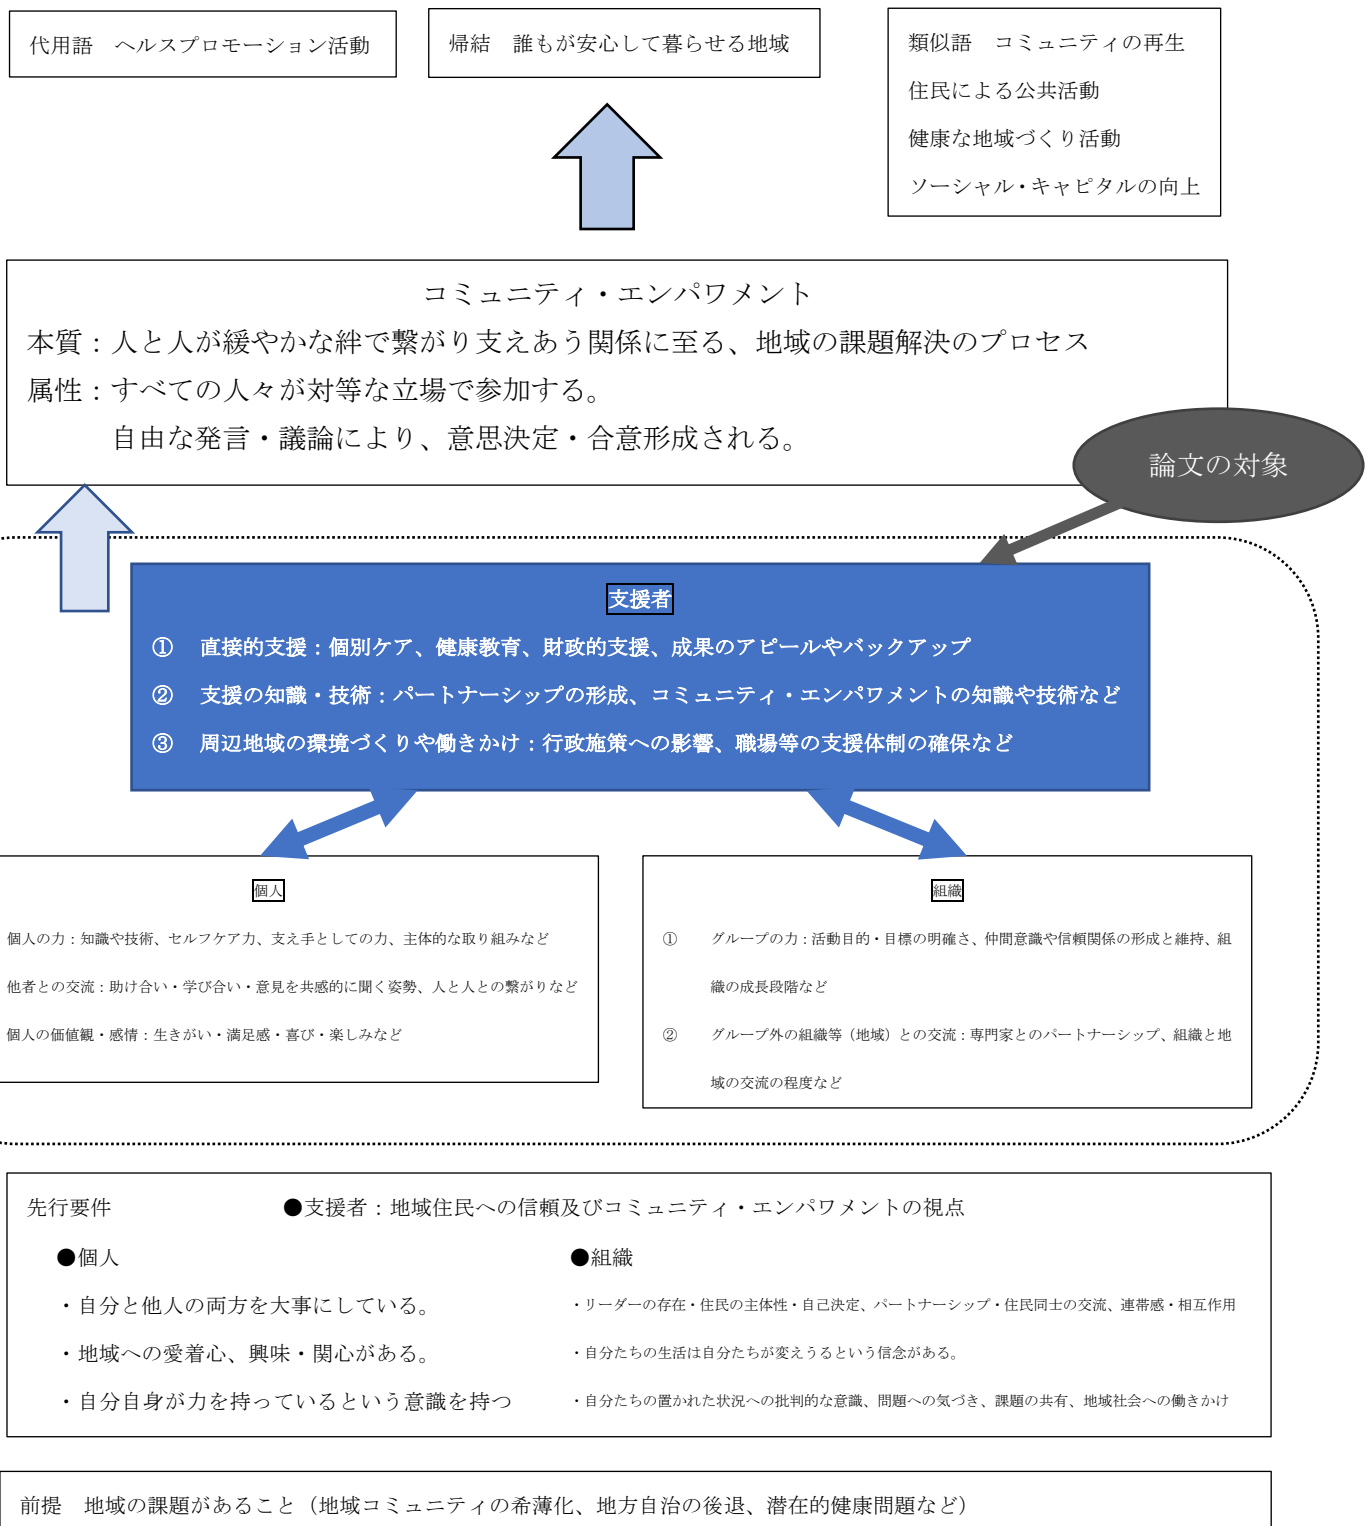 代用語　ヘルスプロモーション活動
帰結　誰もが安心して暮らせる地域
類似語　コミュニティの再生
住民による公共活動
健康な地域づくり活動
ソーシャル・キャピタルの向上
コミュニティ・エンパワメント
本質：人と人が緩やかな絆で繋がり支えあう関係に至る、地域の課題解決のプロセス
属性：すべての人々が対等な立場で参加する。
自由な発言・議論により、意思決定・合意形成される。
論文の対象
支援者
①　直接的支援：個別ケア、健康教育、財政的支援、成果のアピールやバックアップ
②　支援の知識・技術：パートナーシップの形成、コミュニティ・エンパワメントの知識や技術など
③　周辺地域の環境づくりや働きかけ：行政施策への影響、職場等の支援体制の確保など
個人
個人の力：知識や技術、セルフケア力、支え手としての力、主体的な取り組みなど
他者との交流：助け合い・学び合い・意見を共感的に聞く姿勢、人と人との繋がりなど
個人の価値観・感情：生きがい・満足感・喜び・楽しみなど
組織
①　グループの力：活動目的・目標の明確さ、仲間意識や信頼関係の形成と維持、組
織の成長段階など
②　グループ外の組織等（地域）との交流：専門家とのパートナーシップ、組織と地
域の交流の程度など
先行要件　●支援者：地域住民への信頼及びコミュニティ・エンパワメントの視点
●個人
・自分と他人の両方を大事にしている。
・地域への愛着心、興味・関心がある。
・自分自身が力を持っているという意識を持つ
●組織
・リーダーの存在・住民の主体性・自己決定、パートナーシップ・住民同士の交流、連帯感・相互作用
・自分たちの生活は自分たちが変えうるという信念がある。
・自分たちの置かれた状況への批判的な意識、問題への気づき、課題の共有、地域社会への働きかけ
前提　地域の課題があること（地域コミュニティの希薄化、地方自治の後退、潜在的健康問題など）